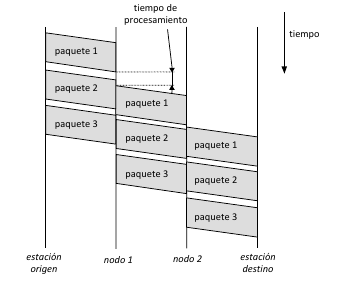 tiempo de
procesamiento
tiempo
paquete 1
paquete 2
paquete 3
paquete 1
paquete 2
paquete 3
paquete 1
paquete 2
paquete 3
estación
origen
nodo 1
nodo 2
estación
destino